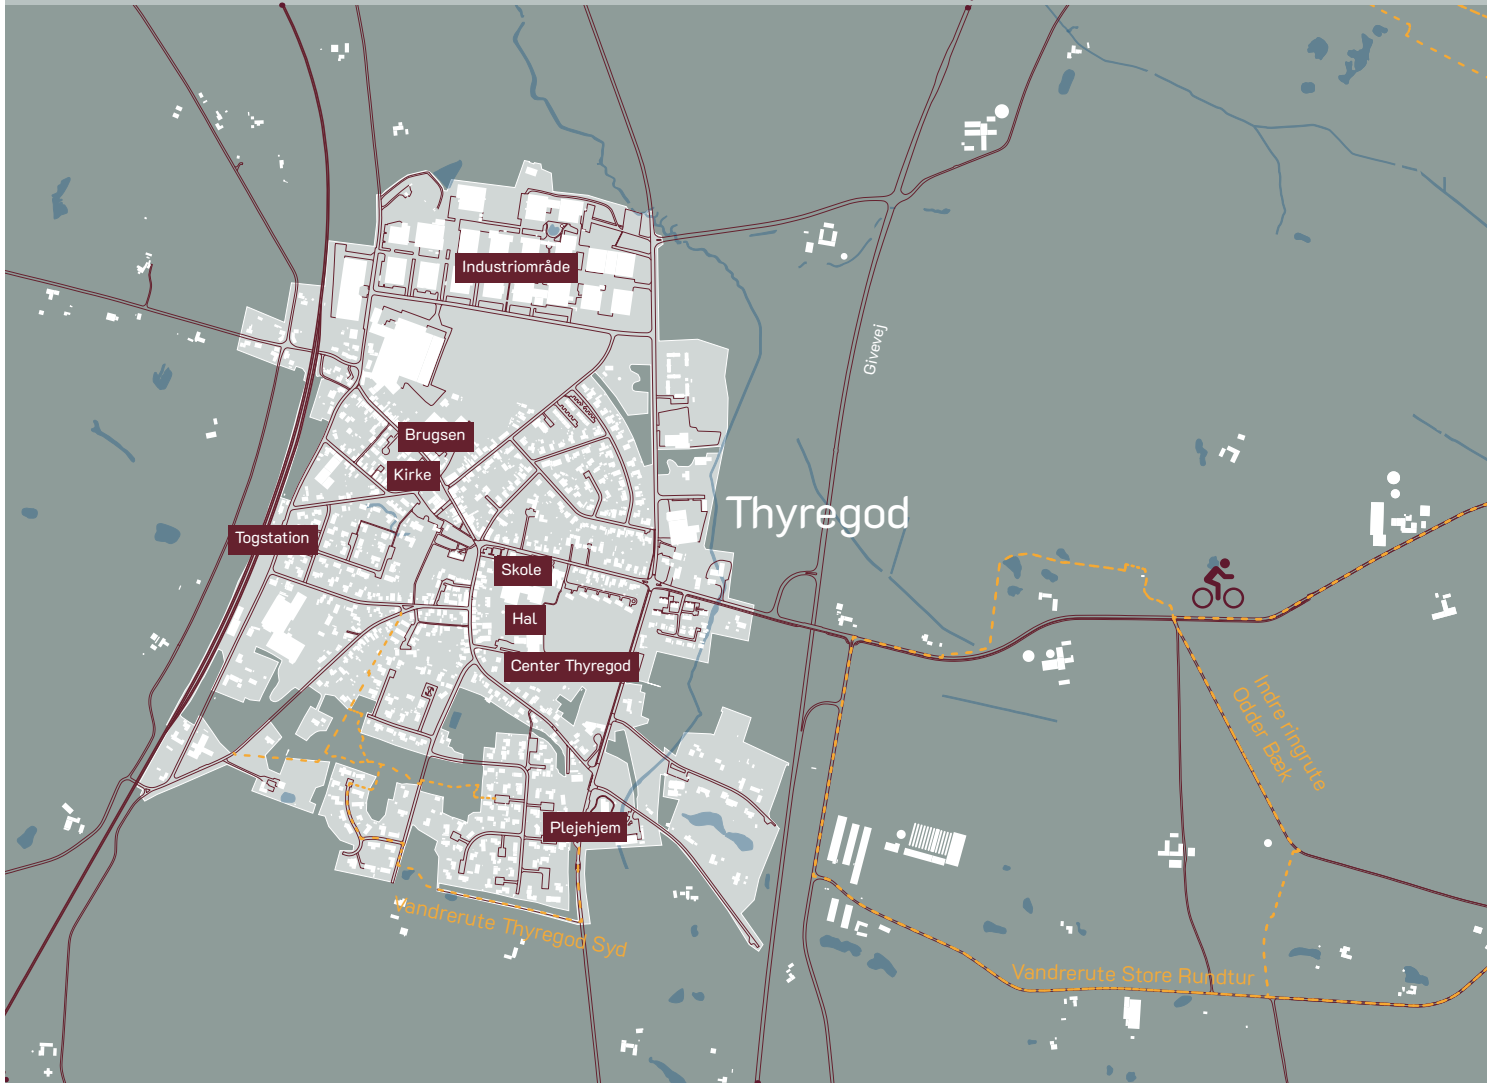 Industriområde
Givevej
Brugsen
Kirke
Thyregod
Togstation
Skole
Hal
Center Thyregod
Indre ringrute
Odder Bæk
Plejehjem
Vandrerute Thyregod Syd
Vandrerute Store Rundtur